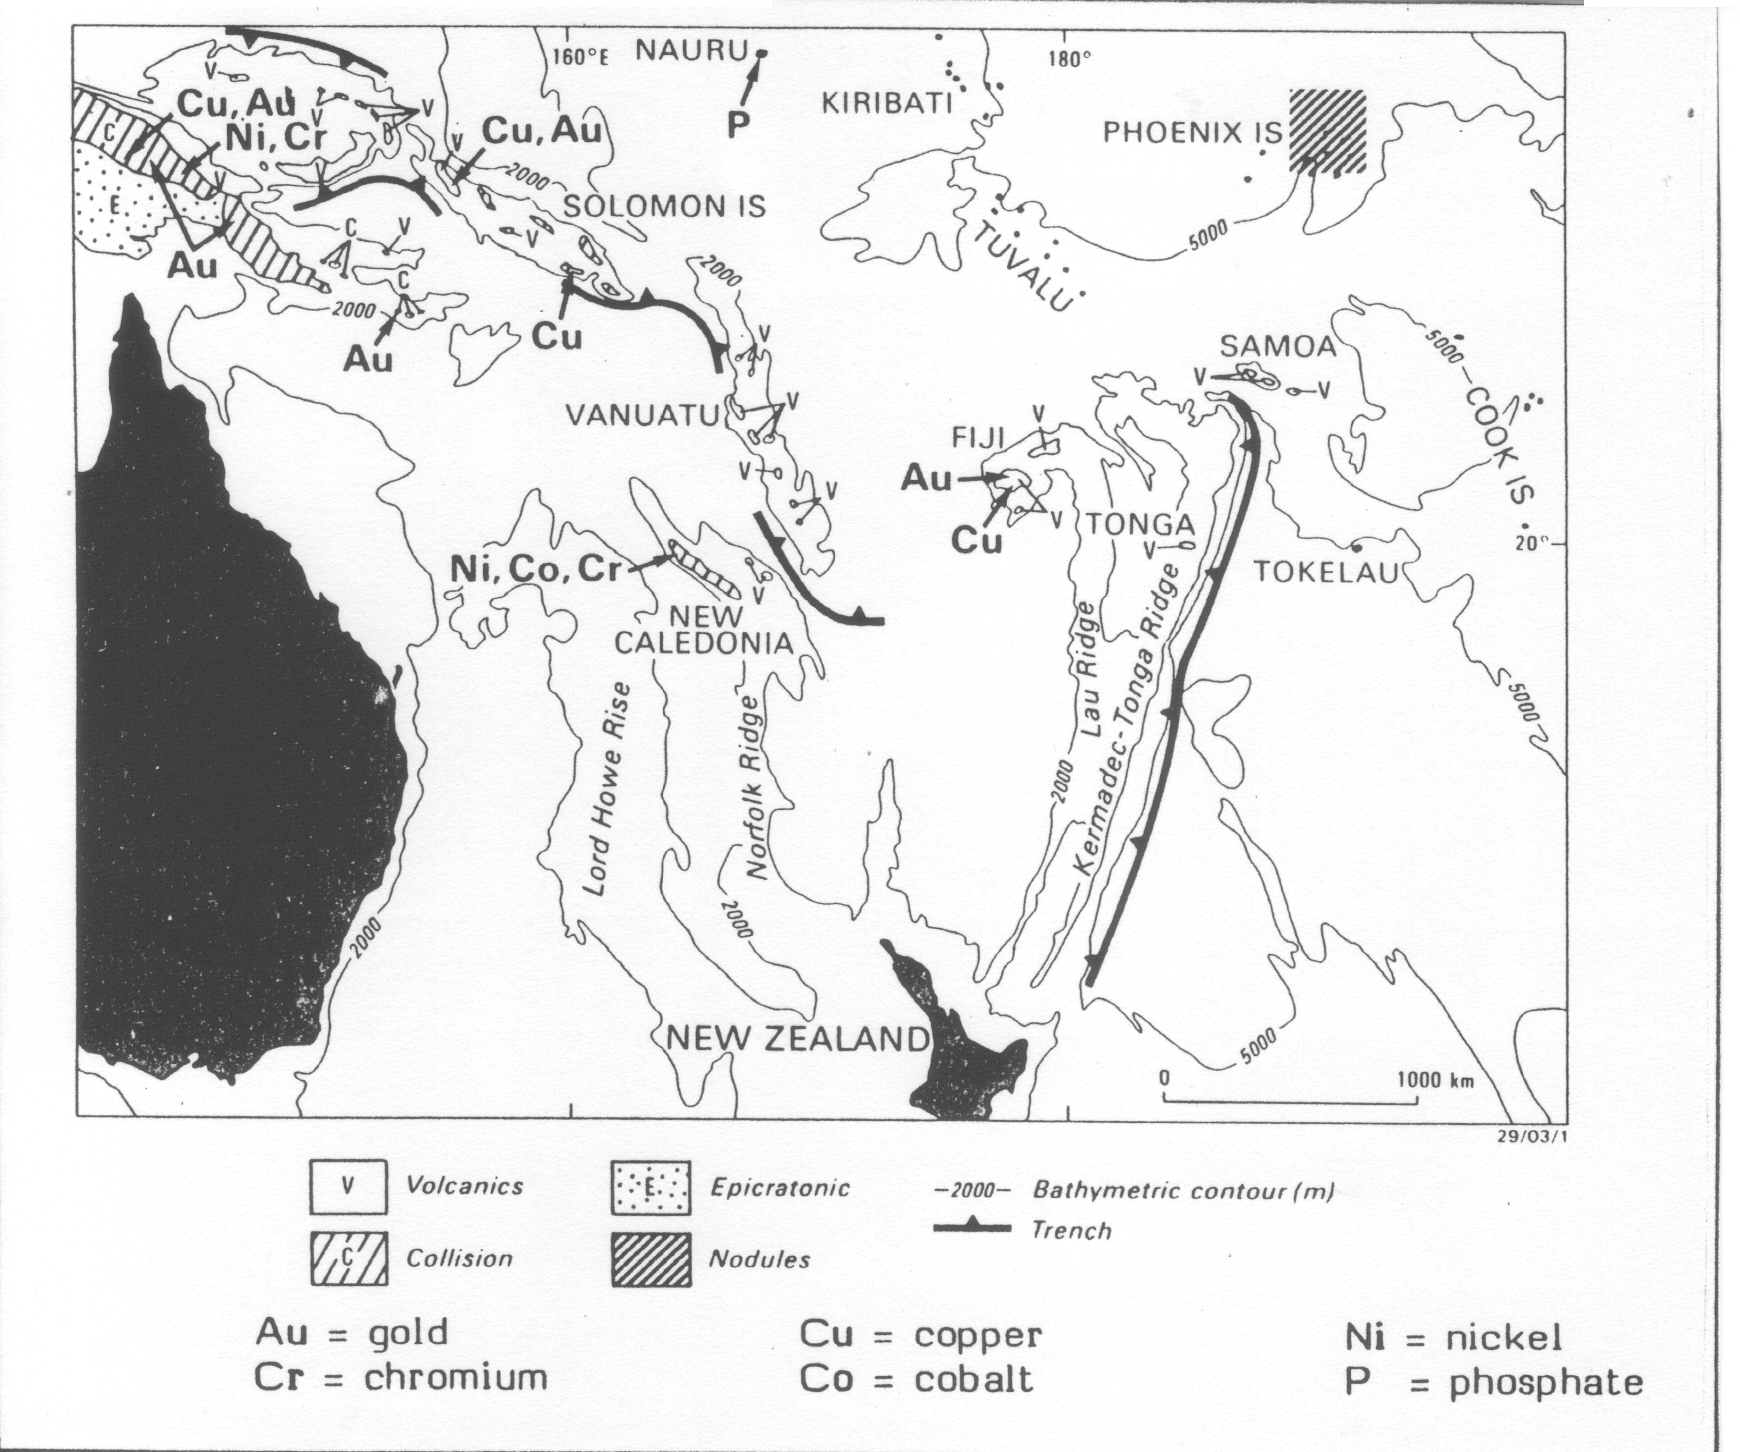 160°E
NAURU
180°
V
KIRIBATI
Cu, Au
V
V
V
P
C
Ni, Cr
V
Cu, Au
PHOENIX IS
V
V
2000
E
SOLOMON IS
C
V
V
TUVALU
5000
Au
2000
C
2000
Au
Cu
V
SAMOA
5000
V
V
COOK IS
VANUATU
V
V
FIJI
Au
V
V
Cu
V
TONGA
V
20°
Ni, Co, Cr
TOKELAU
V
NEW
CALEDONIA
Lord Howe Rise
Norfolk Ridge
Lau Ridge
Kermadec-Tonga Ridge
5000
2000
2000
2000
NEW ZEALAND
5000
0 1000 km
29/03/1
V Volcanics
E Epicratonic
-2000- Bathymetric contour (m)
Trench
C Collision
Nodules
Au = gold
Cu = copper
Ni = nickel
Cr = chromium
Co = cobalt
P = phosphate